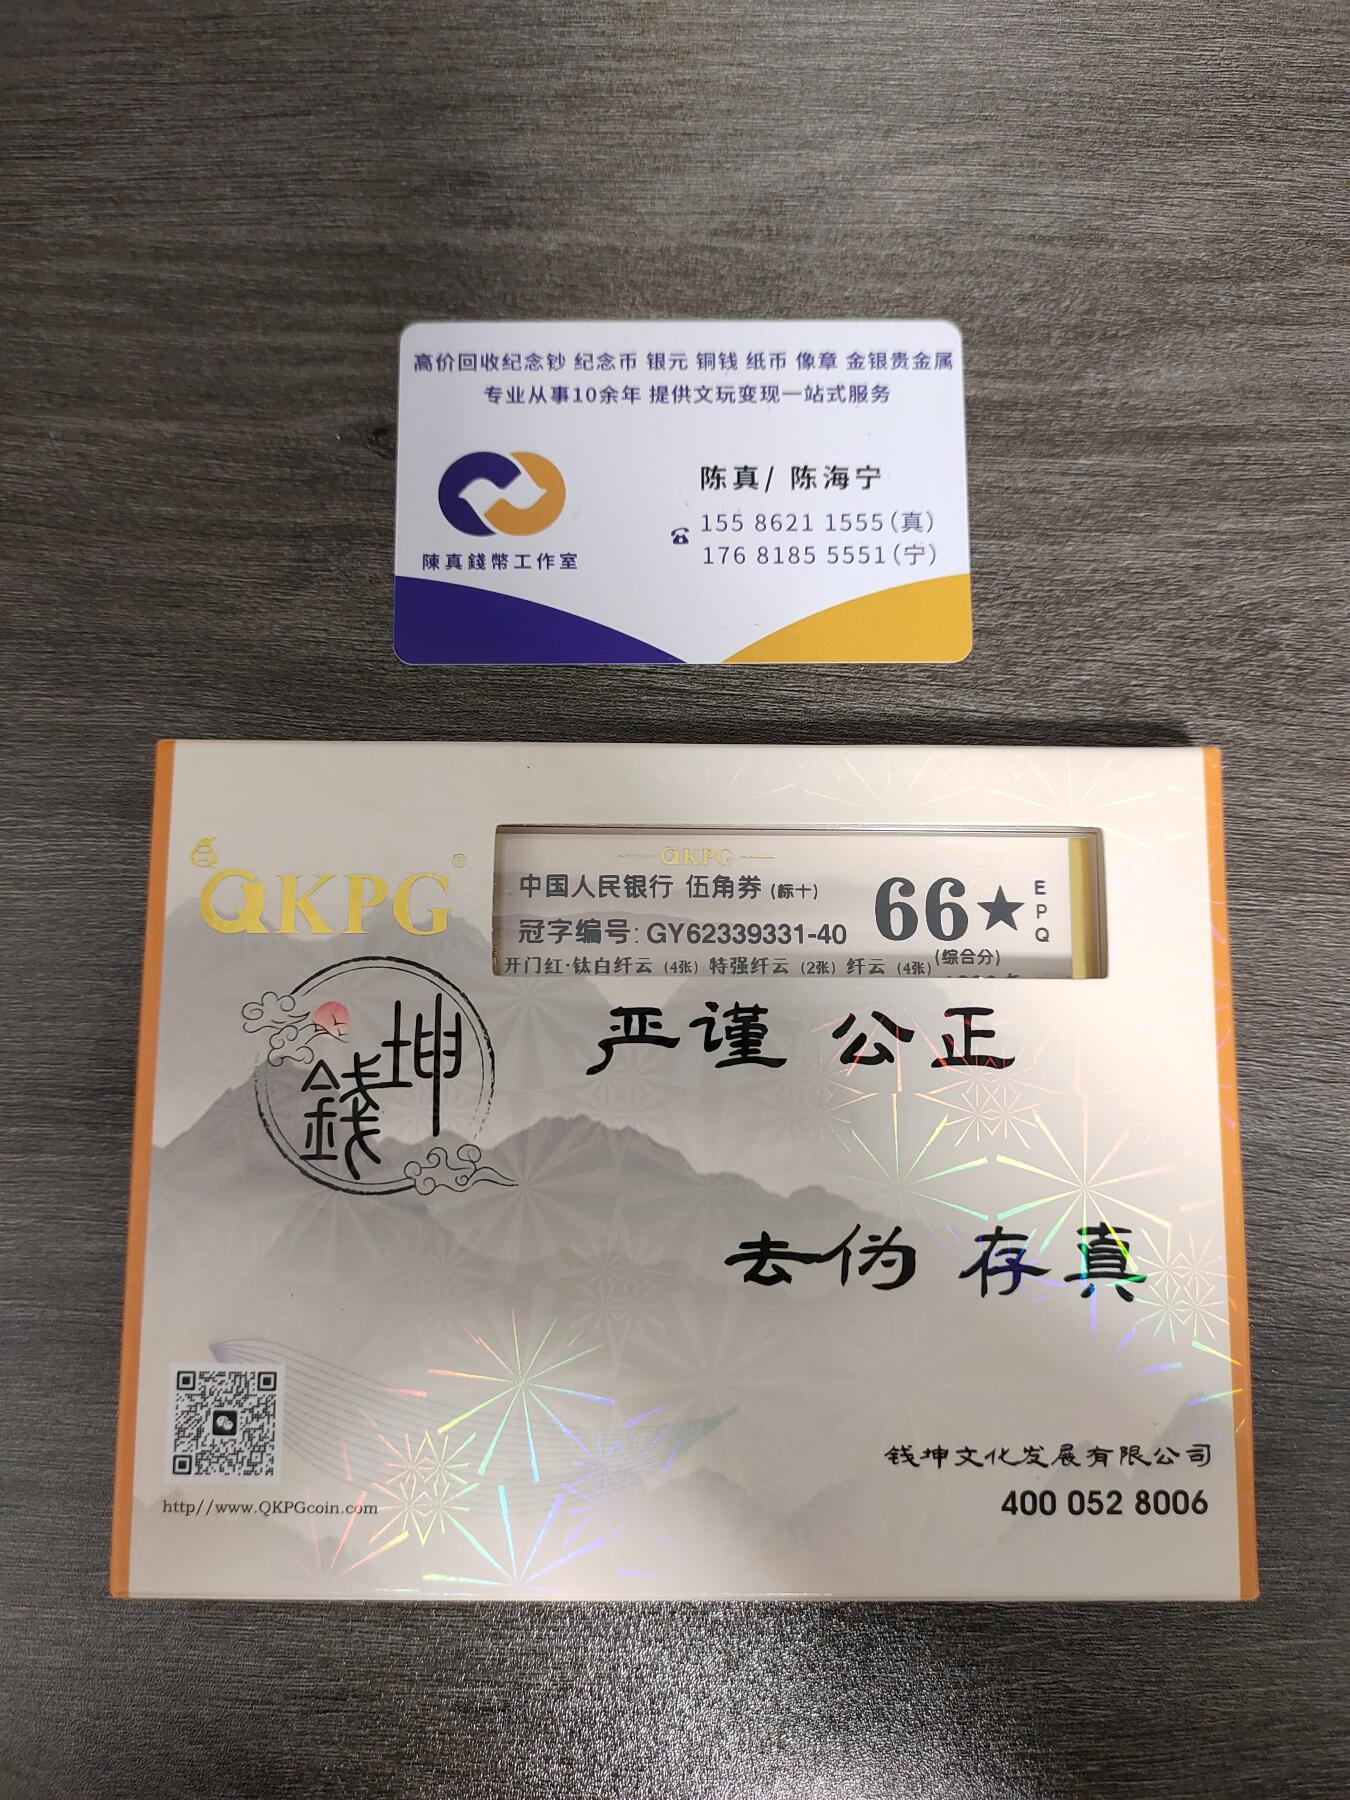 高价回收纪念钞 纪念币 银元 铜钱 纸币 像章 金银贵金属
专业从事10余年 提供文玩变现一站式服务
陈真/ 陈海宁
155 8621 1555(真)
176 8185 5551(宁)
陳真錢幣工作室
QKPG®
QKPG
中国人民银行 伍角券 (标十)
冠字编号: GY62339331-40
66★
EPQ
(综合分)
开门红·钛白纤云 (4张) 特强纤云 (2张) 纤云 (4张)
坤
錢
严谨 公正
去伪 存真
http//www.QKPGcoin.com
钱坤文化发展有限公司
400 052 8006